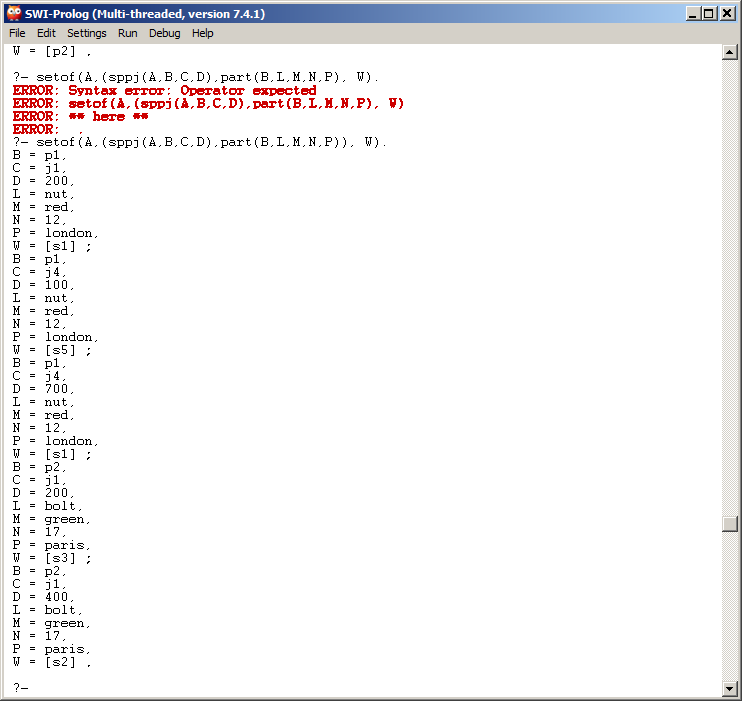 SWI-Prolog (Multi-threaded, version 7.4.1)
File Edit Settings Run Debug Help
W = [p2] .
?- setof(A,(sppj(A,B,C,D),part(B,L,M,N,P), W).
ERROR: Syntax error: Operator expected
ERROR: setof(A,(sppj(A,B,C,D),part(B,L,M,N,P), W)
ERROR: ** here **
ERROR:  .
?- setof(A,(sppj(A,B,C,D),part(B,L,M,N,P)), W).
B = p1,
C = j1,
D = 200,
L = nut,
M = red,
N = 12,
P = london,
W = [s1] ;
B = p1,
C = j4,
D = 100,
L = nut,
M = red,
N = 12,
P = london,
W = [s5] ;
B = p1,
C = j4,
D = 700,
L = nut,
M = red,
N = 12,
P = london,
W = [s1] ;
B = p2,
C = j1,
D = 200,
L = bolt,
M = green,
N = 17,
P = paris,
W = [s3] ;
B = p2,
C = j1,
D = 400,
L = bolt,
M = green,
N = 17,
P = paris,
W = [s2] .
?-